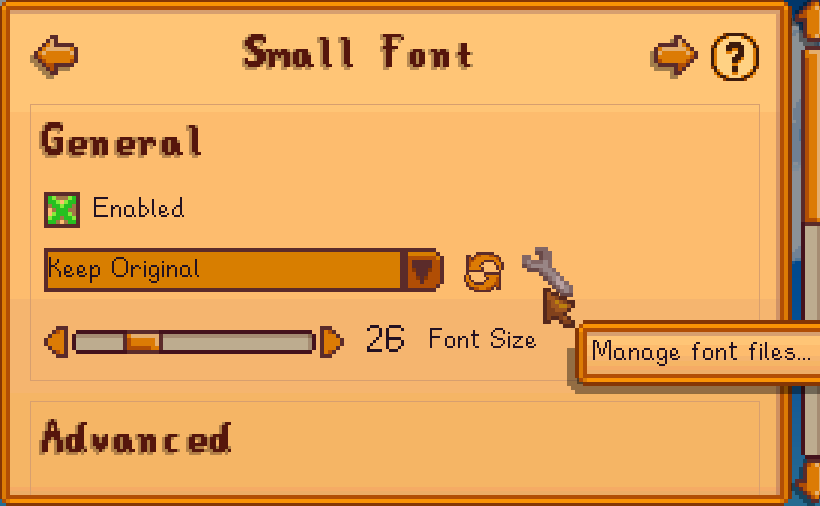 Small Font
?
General
Enabled
Keep Original
26 Font Size
Manage font files...
Advanced